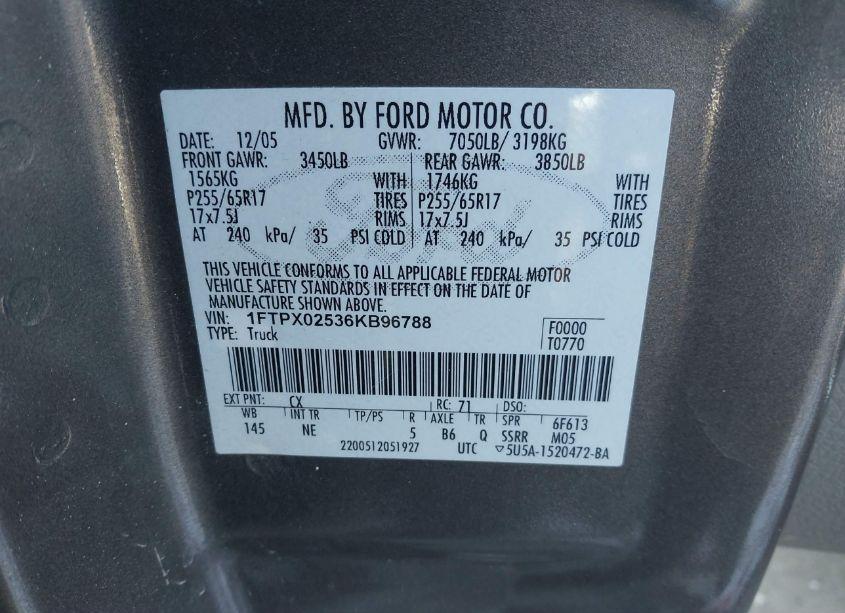 MFD. BY FORD MOTOR CO.
DATE: 12/05 GVWR: 7050LB/ 3198KG
FRONT GAWR: 3450LB REAR GAWR: 3850LB
1565KG WITH 1746KG WITH
P255/65R17 TIRES P255/65R17 TIRES
17x7.5J RIMS 17x7.5J RIMS
AT 240 kPa/ 35 PSI COLD AT 240 kPa/ 35 PSI COLD
THIS VEHICLE CONFORMS TO ALL APPLICABLE FEDERAL MOTOR
VEHICLE SAFETY STANDARDS IN EFFECT ON THE DATE OF
MANUFACTURE SHOWN ABOVE.
VIN: 1FTPX02536KB96788 F0000
TYPE: Truck T0770
EXT PNT: CX RC: 71 DSO:
WB INT TR TP/PS R AXLE TR SPR 6F613
145 NE 5 B6 Q SSRR M05
2200512051927 UTC ▽5U5A-1520472-BA